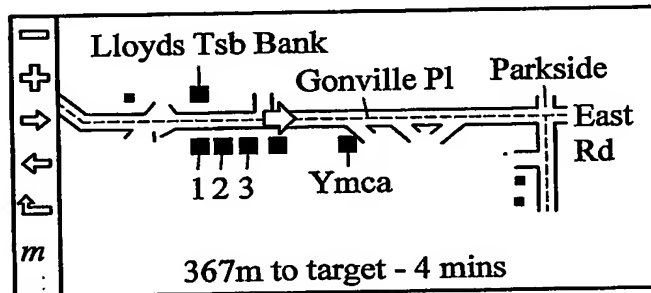 Lloyds Tsb Bank
Gonville Pl
Parkside
East
Rd
1 2 3
Ymca
m
367m to target - 4 mins